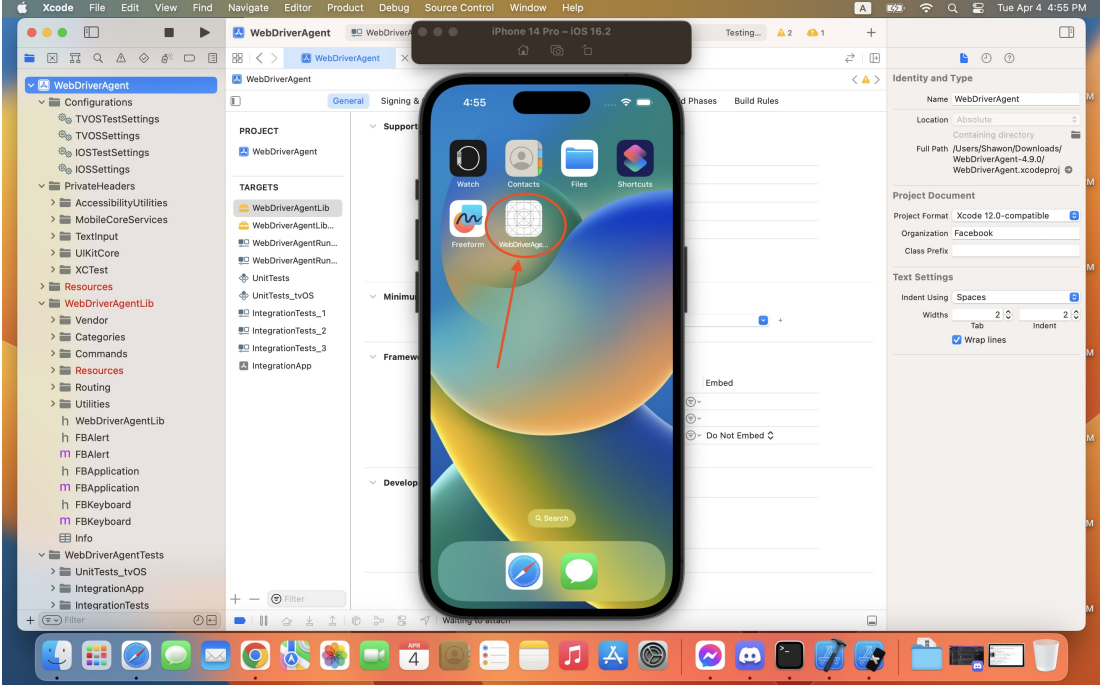 Xcode File Edit View Find Navigate Editor Product Debug Source Control Window Help A Tue Apr 4 4:55 PM
WebDriverAgent
WebDriverA
iPhone 14 Pro – iOS 16.2
Testing... 2 1
WebDriverAgent
WebDriverAgent
General
Signing &
d Phases
Build Rules
WebDriverAgent
Configurations
TVOSTestSettings
TVOSSettings
IOSTestSettings
IOSSettings
PrivateHeaders
AccessibilityUtilities
MobileCoreServices
TextInput
UIKitCore
XCTest
Resources
WebDriverAgentLib
Vendor
Categories
Commands
Resources
Routing
Utilities
h WebDriverAgentLib
h FBAlert
m FBAlert
h FBApplication
m FBApplication
h FBKeyboard
m FBKeyboard
Info
WebDriverAgentTests
UnitTests_tvOS
IntegrationApp
IntegrationTests
Filter
PROJECT
WebDriverAgent
TARGETS
WebDriverAgentLib
WebDriverAgentLib...
WebDriverAgentRun...
WebDriverAgentRun...
UnitTests
UnitTests_tvOS
IntegrationTests_1
IntegrationTests_2
IntegrationTests_3
IntegrationApp
Filter
Support
Minimu
Framew
Develop
Embed
Do Not Embed
Waiting to attach
4:55
Watch Contacts Files Shortcuts
Freeform WebDriverAge...
Search
Identity and Type
Name WebDriverAgent
Location Absolute
Containing directory
Full Path /Users/Shawon/Downloads/
WebDriverAgent-4.9.0/
WebDriverAgent.xcodeproj
Project Document
Project Format Xcode 12.0-compatible
Organization Facebook
Class Prefix
Text Settings
Indent Using Spaces
Widths 2 2
Tab Indent
Wrap lines
M
M
M
M
M
M
M
APR
4